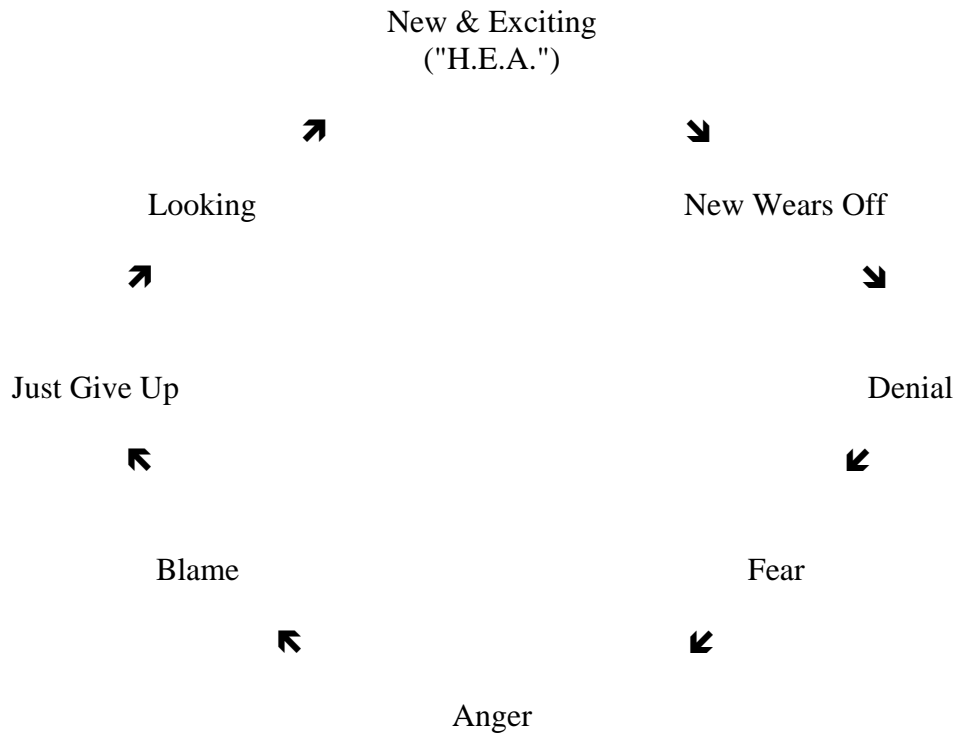 New & Exciting
("H.E.A.")
Looking
New Wears Off
Just Give Up
Denial
Blame
Fear
Anger